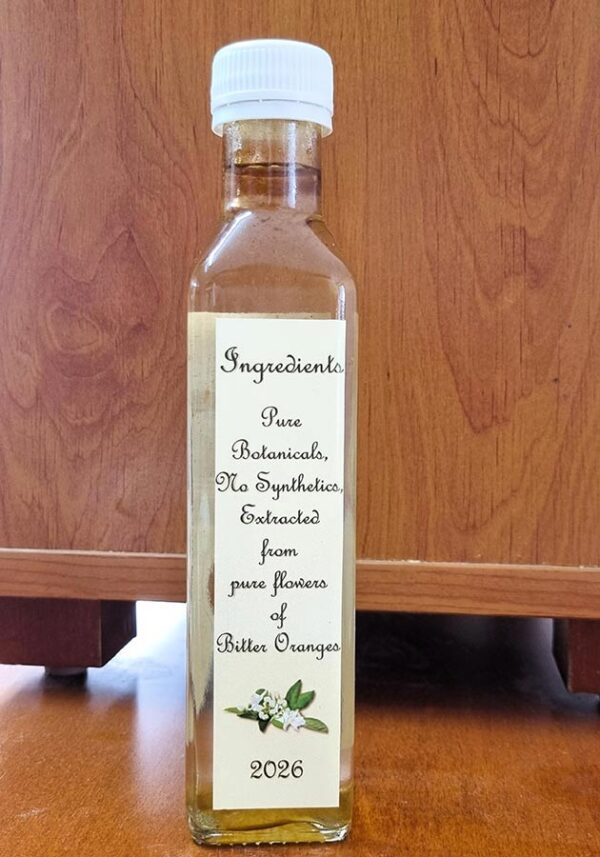 Ingredients
Pure
Botanicals,
No Synthetics,
Extracted
from
pure flowers
of
Bitter Oranges
2026